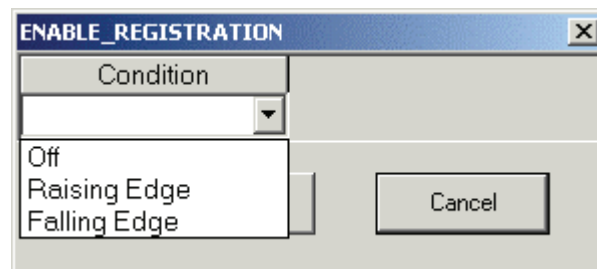 ENABLE_REGISTRATION
Condition
Off
Raising Edge
Falling Edge
Cancel